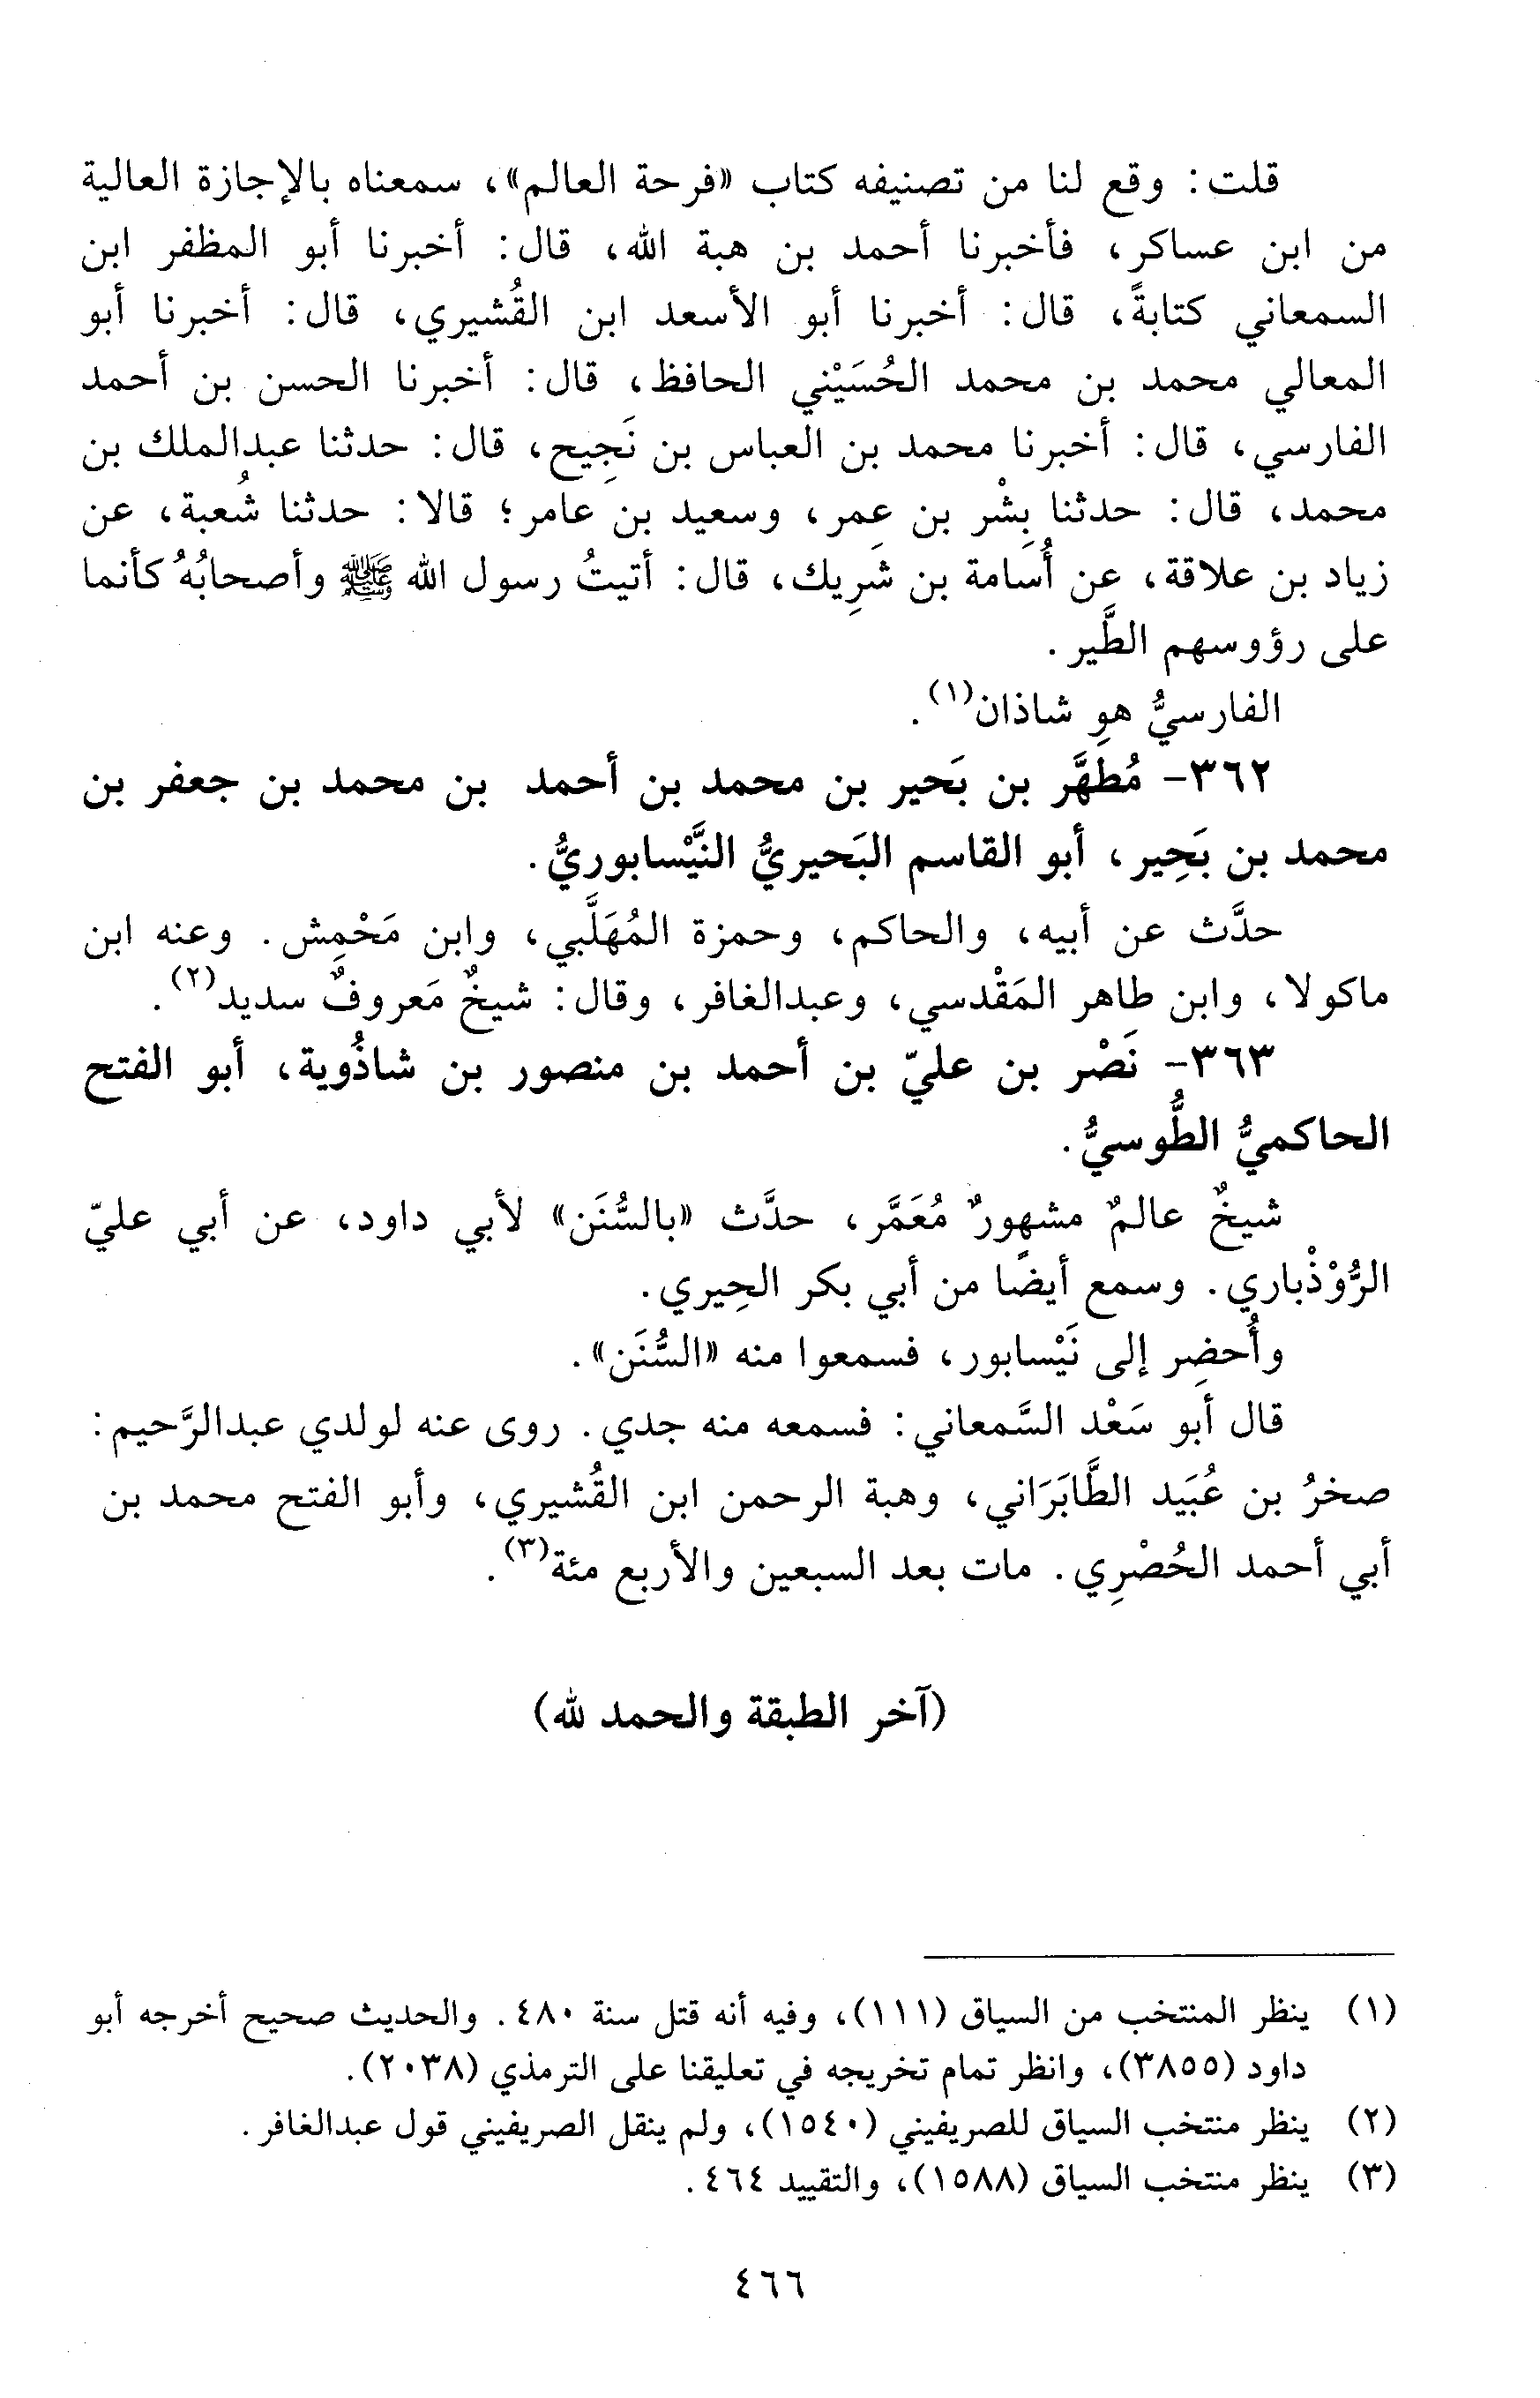 قلت: وقع لنا من تصنيفه كتاب «فرحة العالم»، سمعناه بالإجازة العالية
من ابن عساكر، فأخبرنا أحمد بن هبة الله، قال: أخبرنا أبو المظفر ابن
السمعاني كتابةً، قال: أخبرنا أبو الأسعد ابن القُشيري، قال: أخبرنا أبو
المعالي محمد بن محمد الحُسَيْني الحافظ، قال: أخبرنا الحسن بن أحمد
الفارسي، قال: أخبرنا محمد بن العباس بن نَجِيح، قال: حدثنا عبدالملك بن
محمد، قال: حدثنا بِشْر بن عمر، وسعيد بن عامر؛ قالا: حدثنا شُعبة، عن
زياد بن علاقة، عن أُسامة بن شَرِيك، قال: أتيتُ رسول الله ﷺ وأصحابُهُ كأنما
على رؤوسهم الطَّير.
الفارسيُّ هو شاذان(١).
٣٦٢- مُطَهَّر بن بَحير بن محمد بن أحمد بن محمد بن جعفر بن
محمد بن بَحِير، أبو القاسم البَحيريُّ النَّيْسابوريُّ.
حدَّث عن أبيه، والحاكم، وحمزة المُهَلَّبي، وابن مَحْمِش. وعنه ابن
ماكولا، وابن طاهر المَقْدسي، وعبدالغافر، وقال: شيخٌ مَعروفٌ سديد(٢).
٣٦٣- نَصْر بن عليّ بن أحمد بن منصور بن شاذُوية، أبو الفتح
الحاكميُّ الطُّوسيُّ.
شيخٌ عالمٌ مشهورٌ مُعَمَّر، حدَّث «بالسُّنَن» لأبي داود، عن أبي عليّ
الرُّوْذْباري. وسمع أيضًا من أبي بكر الحِيري.
وأُحضِر إلى نَيْسابور، فسمعوا منه «السُّنَن».
قال أبو سَعْد السَّمعاني: فسمعه منه جدي. روى عنه لولدي عبدالرَّحيم:
صخرُ بن عُبَيد الطَّابَرَاني، وهبة الرحمن ابن القُشيري، وأبو الفتح محمد بن
أبي أحمد الحُضْرِي. مات بعد السبعين والأربع مئة(٣).
(آخر الطبقة والحمد لله)
(١) ينظر المنتخب من السياق (١١١)، وفيه أنه قتل سنة ٤٨٠. والحديث صحيح أخرجه أبو
داود (٣٨٥٥)، وانظر تمام تخريجه في تعليقنا على الترمذي (٢٠٣٨).
(٢) ينظر منتخب السياق للصريفيني (١٥٤٠)، ولم ينقل الصريفيني قول عبدالغافر.
(٣) ينظر منتخب السياق (١٥٨٨)، والتقييد ٤٦٤.
٤٦٦